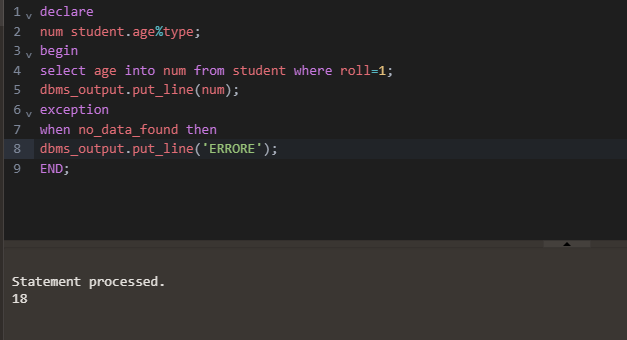 1 declare
2 num student.age%type;
3 begin
4 select age into num from student where roll=1;
5 dbms_output.put_line(num);
6 exception
7 when no_data_found then
8 dbms_output.put_line('ERRORE');
9 END;
Statement processed.
18